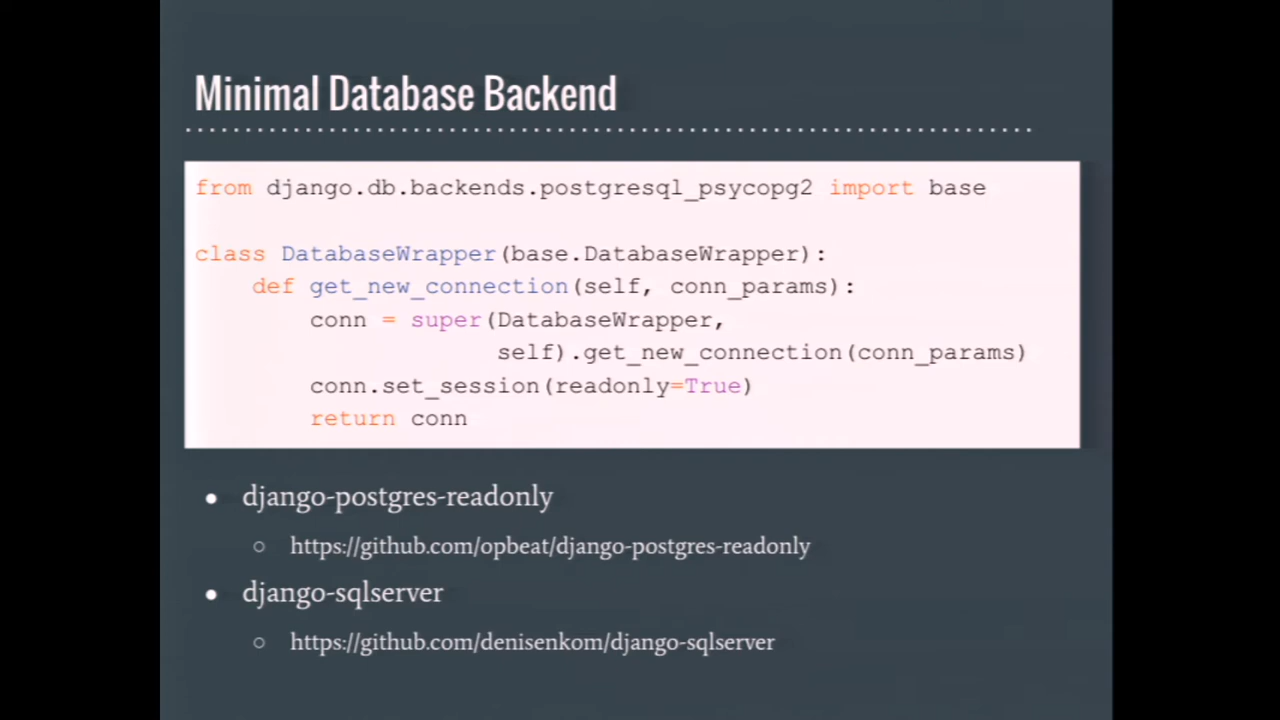 Minimal Database Backend
from django.db.backends.postgresql_psycopg2 import base
class DatabaseWrapper(base.DatabaseWrapper):
    def get_new_connection(self, conn_params):
        conn = super(DatabaseWrapper,
                     self).get_new_connection(conn_params)
        conn.set_session(readonly=True)
        return conn
● django-postgres-readonly
○ https://github.com/opbeat/django-postgres-readonly
● django-sqlserver
○ https://github.com/denisenkom/django-sqlserver